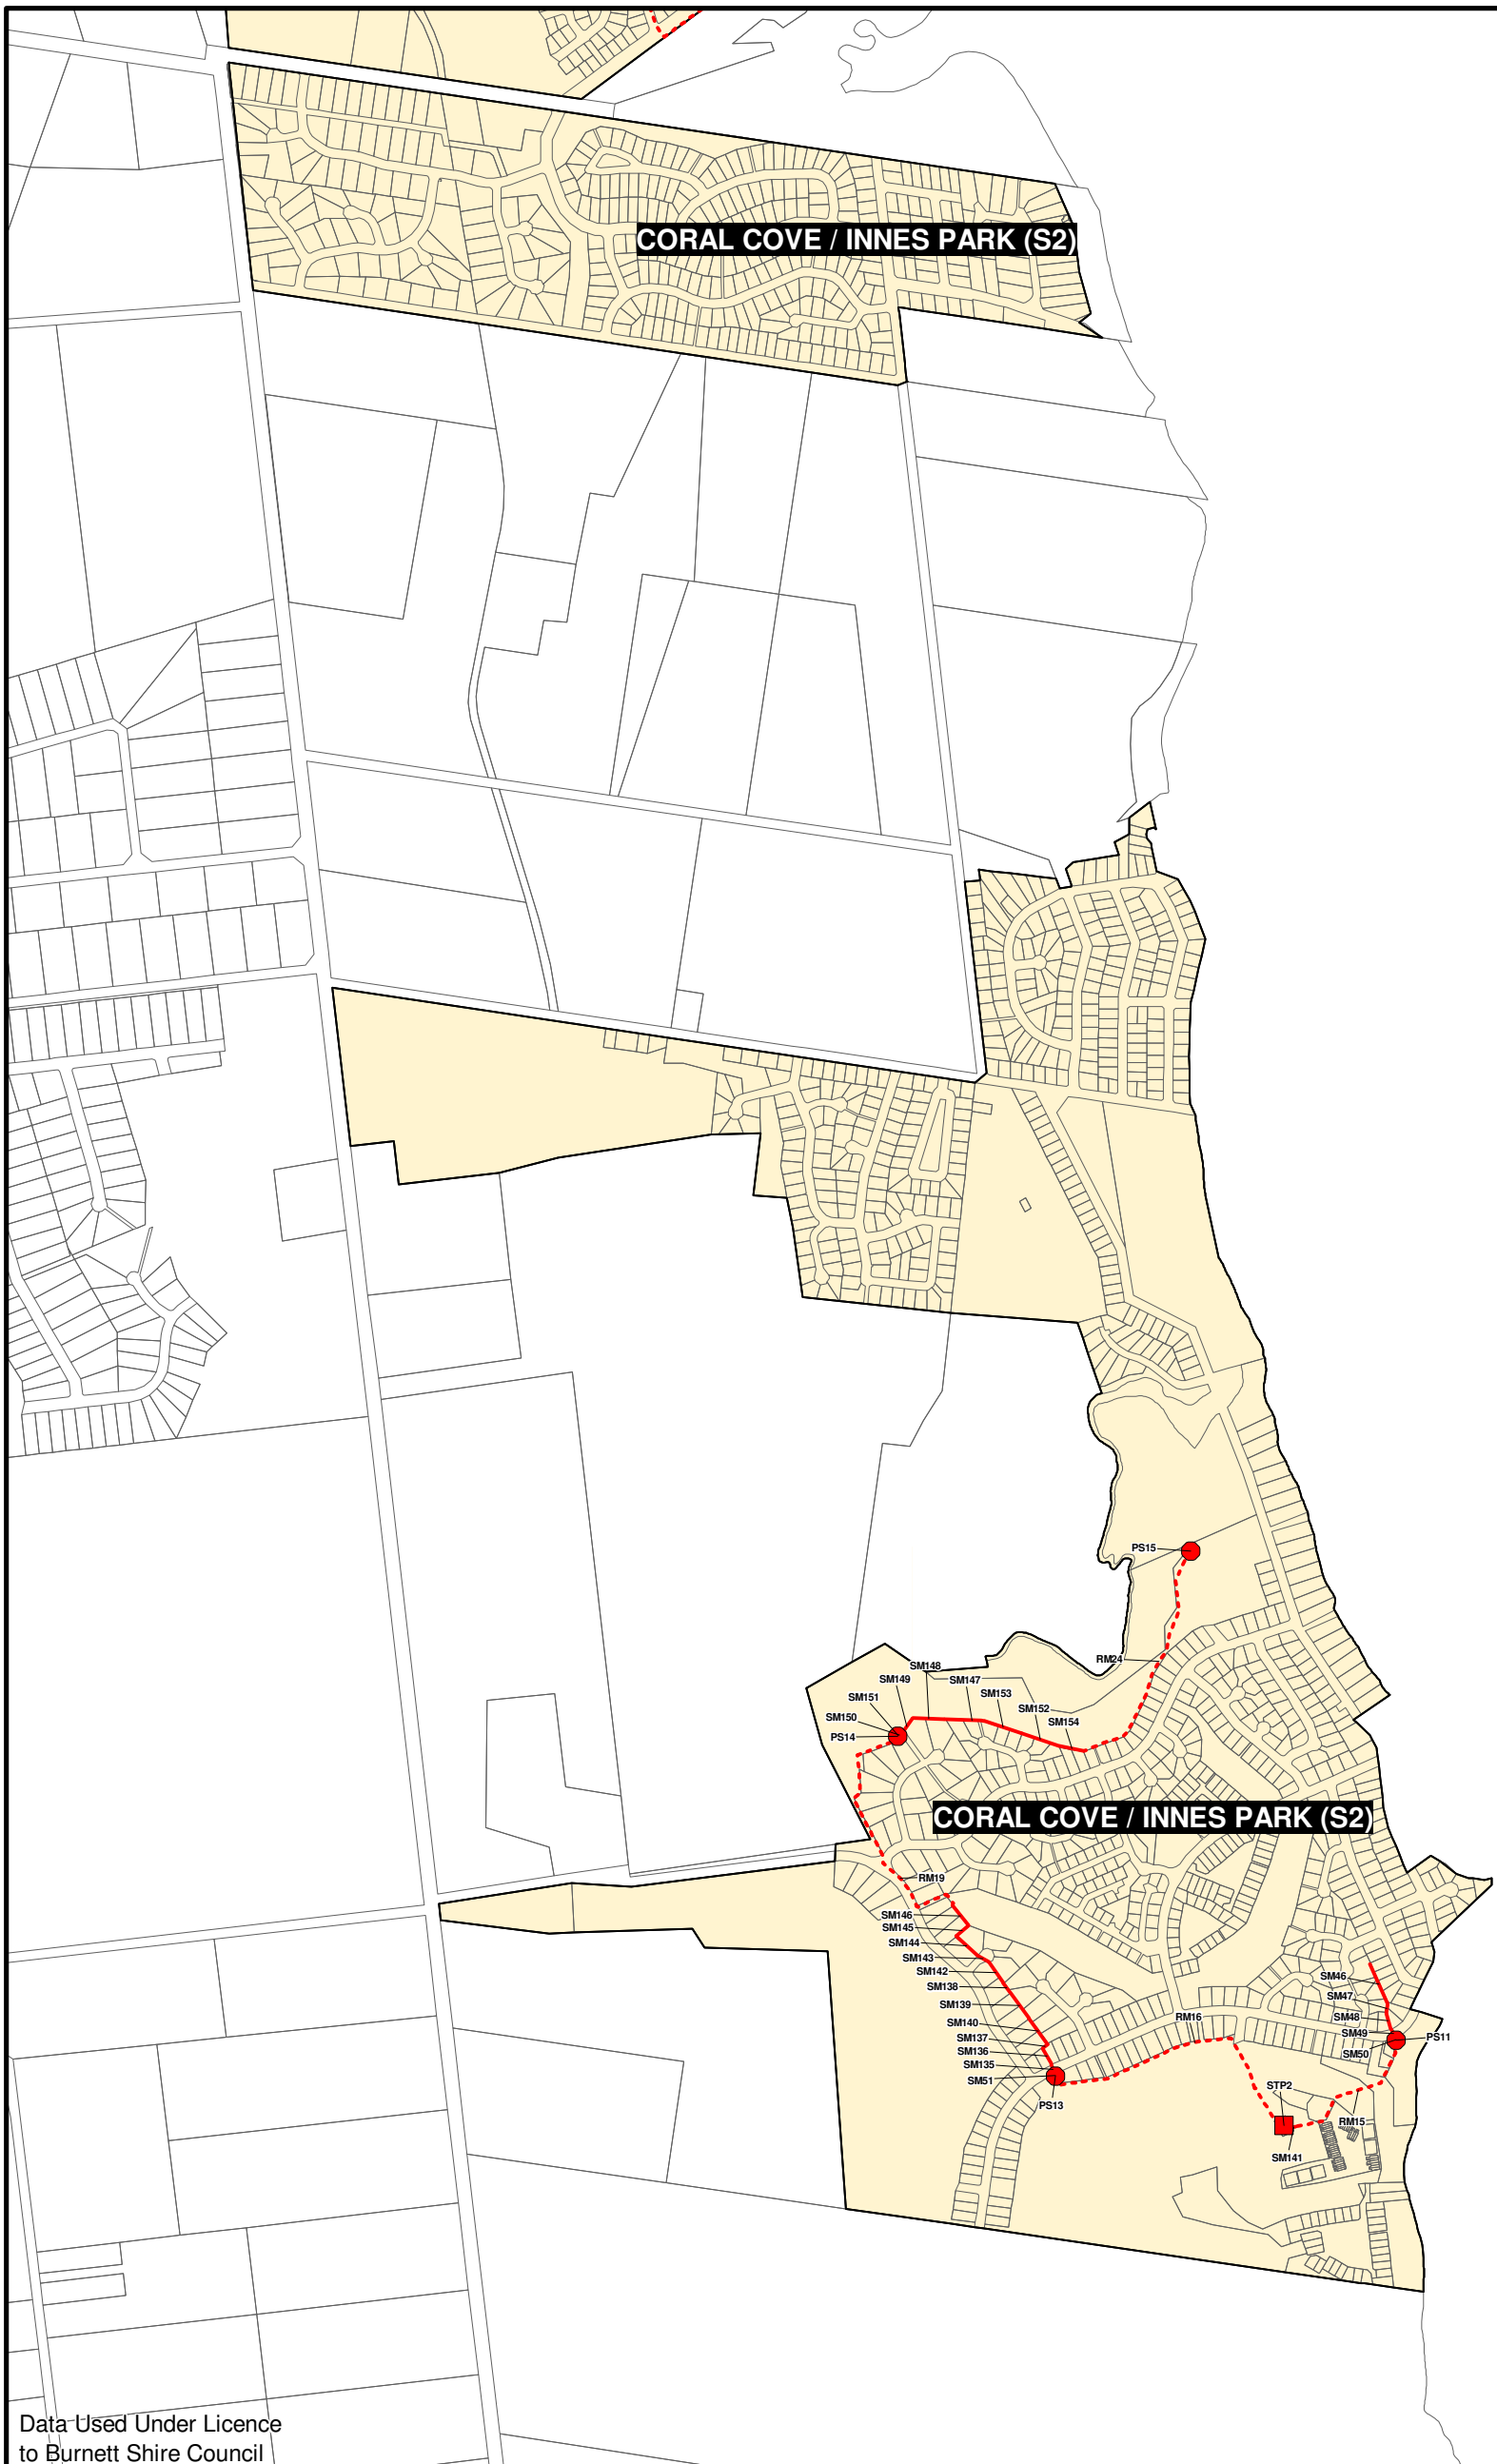 CORAL COVE / INNES PARK (S2)
PS15
RM24
SM148
SM149
SM147
SM151
SM153
SM150
SM152
PS14
SM154
CORAL COVE / INNES PARK (S2)
RM19
SM146
SM145
SM144
SM143
SM142
SM138
SM139
SM140
SM137
SM136
SM135
SM51
PS13
RM16
SM46
SM47
SM48
SM49
SM50
PS11
STP2
RM15
SM141
Data Used Under Licence
to Burnett Shire Council